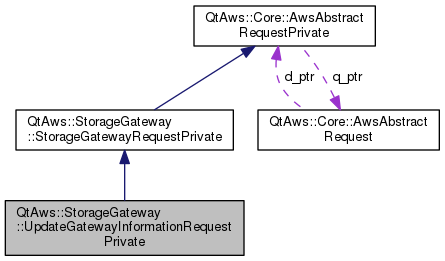 QtAws::Core::AwsAbstract
RequestPrivate
d_ptr
q_ptr
QtAws::StorageGateway
::StorageGatewayRequestPrivate
QtAws::Core::AwsAbstract
Request
QtAws::StorageGateway
::UpdateGatewayInformationRequest
Private